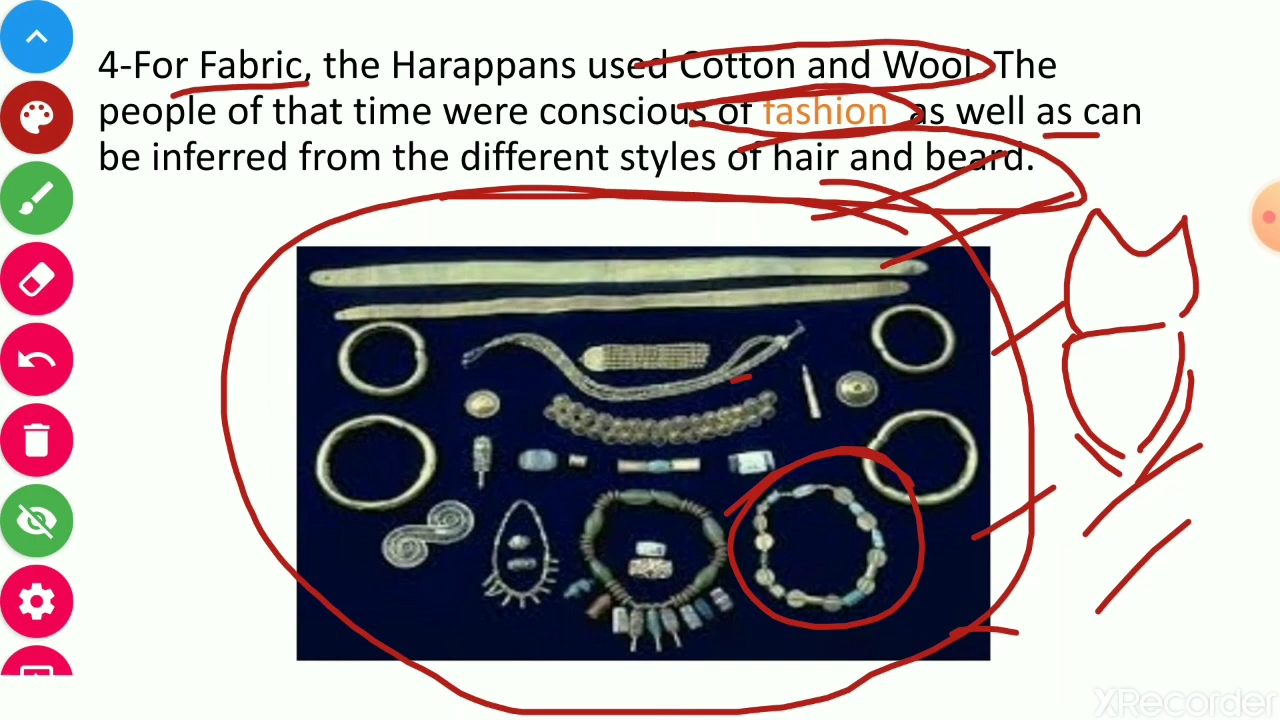 4-For Fabric, the Harappans used Cotton and Wool. The
people of that time were conscious of fashion as well as can
be inferred from the different styles of hair and beard.
XRecorder